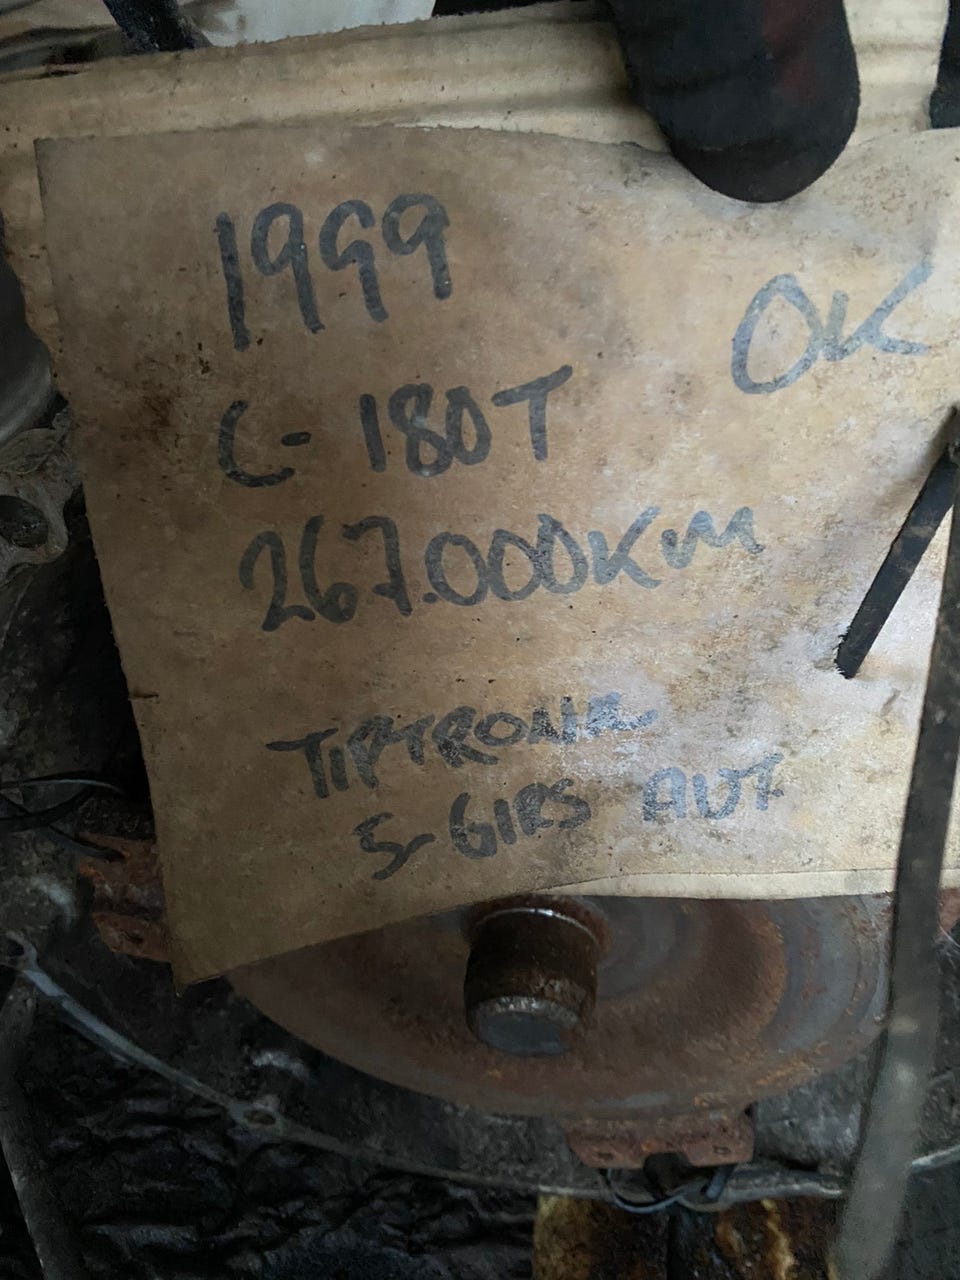 1999
OK
C-180T
267.000KM
TIPTRONIC
5-GIRS AUT